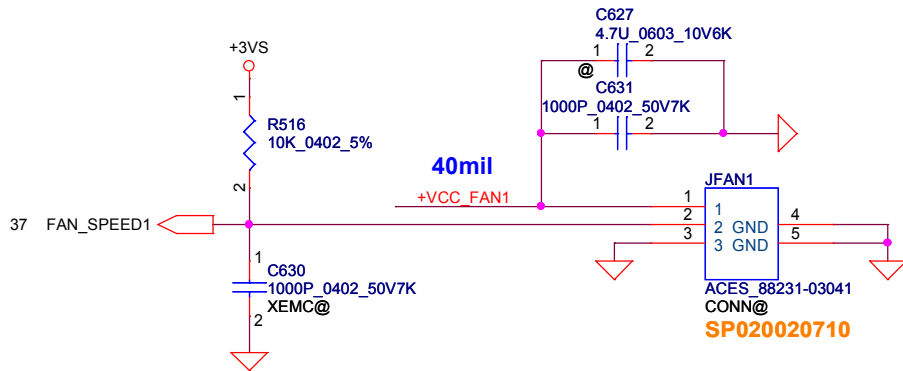 C627
4.7U_0603_10V6K
1 2
@
C631
1000P_0402_50V7K
1 2
+3VS
1
R516
10K_0402_5%
2
40mil
+VCC_FAN1
JFAN1
1 1
2 2 GND 4
3 3 GND 5
37 FAN_SPEED1
1
C630
1000P_0402_50V7K
XEMC@
2
ACES_88231-03041
CONN@
SP020020710